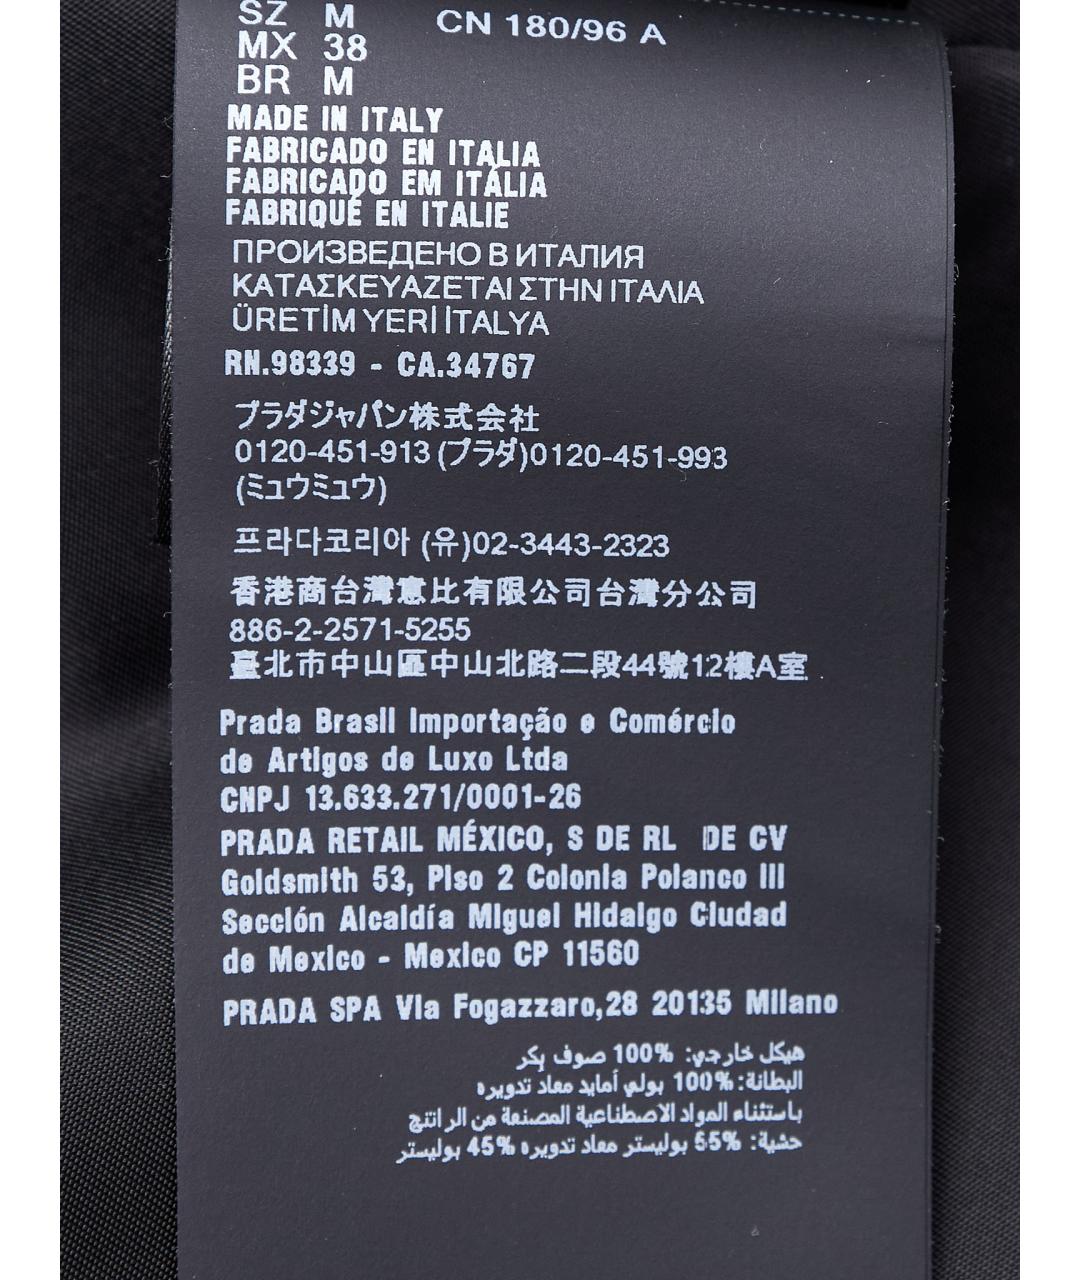 SZ M CN 180/96 A
MX 38
BR M
MADE IN ITALY
FABRICADO EN ITALIA
FABRICADO EM ITÁLIA
FABRIQUÉ EN ITALIE
ПРОИЗВЕДЕНО В ИТАЛИЯ
ΚΑΤΑΣΚΕΥΑΖΕΤΑΙ ΣΤΗΝ ΙΤΑΛΙΑ
ÜRETİM YERİ İTALYA
RN.98339 - CA.34767
プラダジャパン株式会社
0120-451-913 (プラダ)0120-451-993
(ミュウミュウ)
프라다코리아 (유)02-3443-2323
香港商台灣意比有限公司台灣分公司
886-2-2571-5255
臺北市中山區中山北路二段44號12樓A室
Prada Brasil Importação e Comércio
de Artigos de Luxo Ltda
CNPJ 13.633.271/0001-26
PRADA RETAIL MÉXICO, S DE RL DE CV
Goldsmith 53, Piso 2 Colonia Polanco III
Sección Alcaldía Miguel Hidalgo Ciudad
de Mexico - Mexico CP 11560
PRADA SPA Via Fogazzaro,28 20135 Milano
هيكل خارجي: 100% صوف بِكر
البطانة: 100% بولي أمايد معاد تدويره
باستثناء المواد الاصطناعية المصنعة من الراتنج
حشية: 55% بوليستر معاد تدويره 45% بوليستر